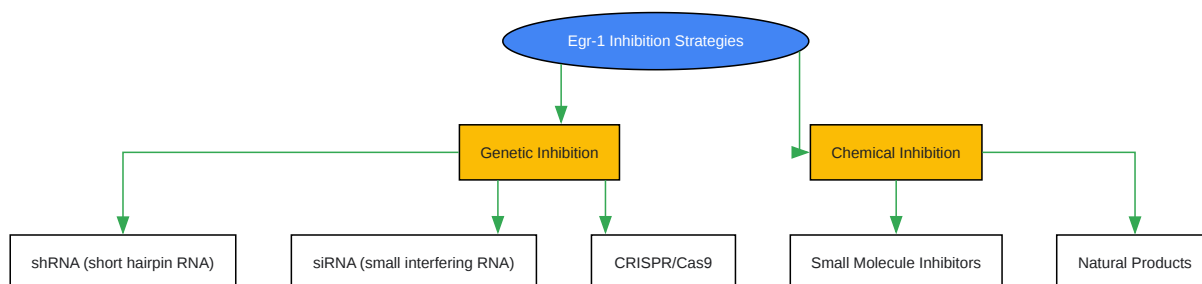 Egr-1 Inhibition Strategies
Genetic Inhibition
Chemical Inhibition
shRNA (short hairpin RNA)
siRNA (small interfering RNA)
CRISPR/Cas9
Small Molecule Inhibitors
Natural Products